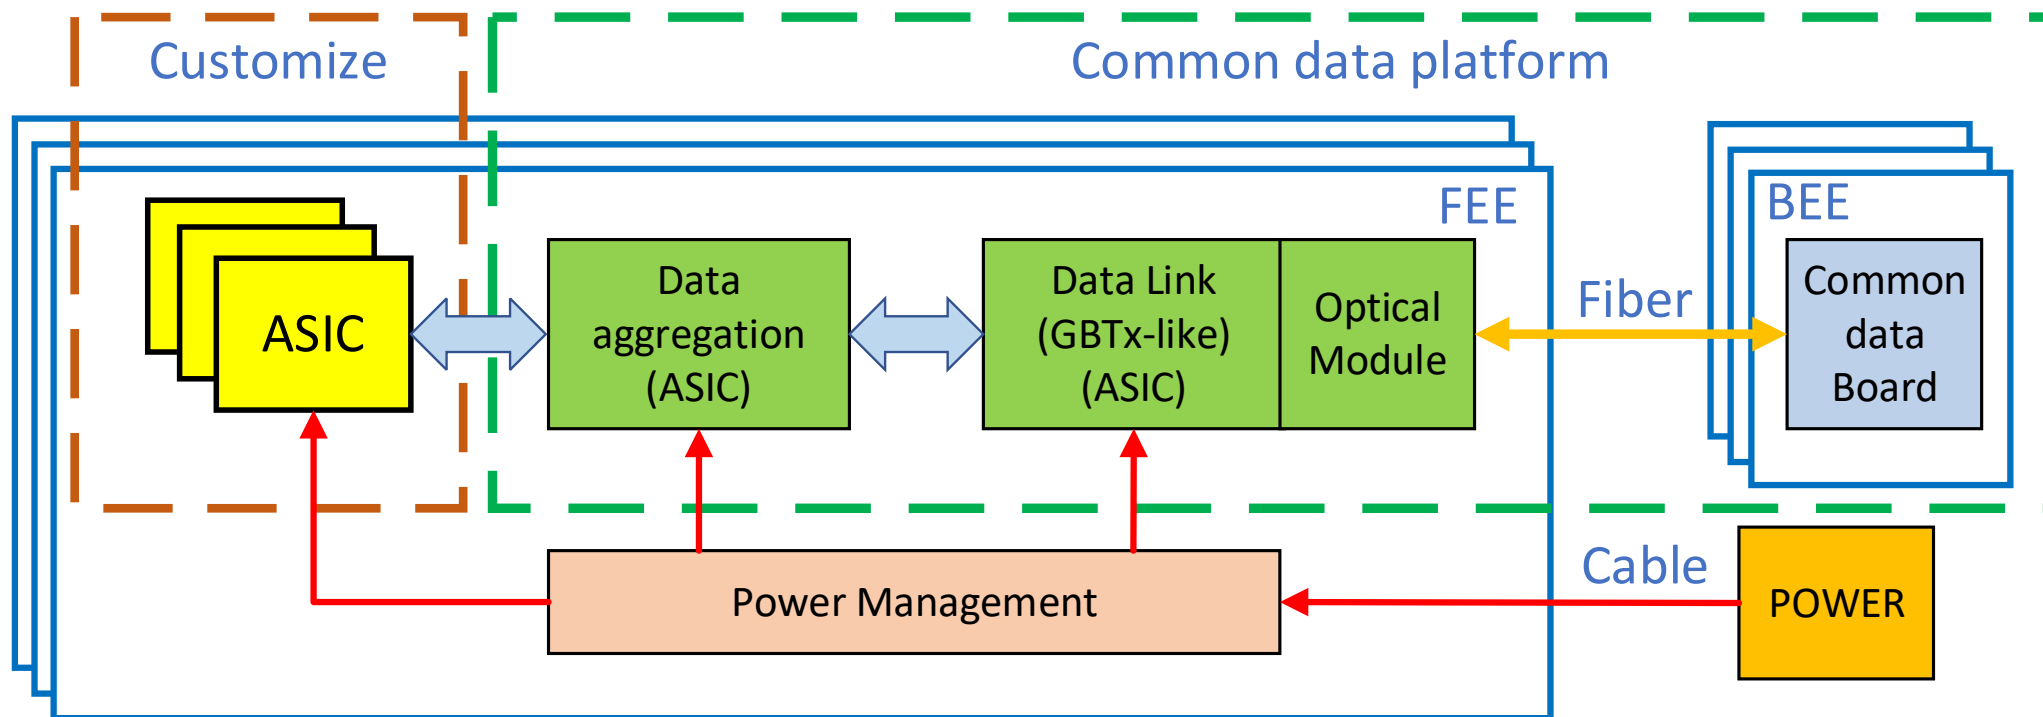 Customize
Common data platform
FEE
BEE
ASIC
Data
aggregation
(ASIC)
Data Link
(GBTx-like)
(ASIC)
Optical
Module
Fiber
Common
data
Board
Power Management
Cable
POWER